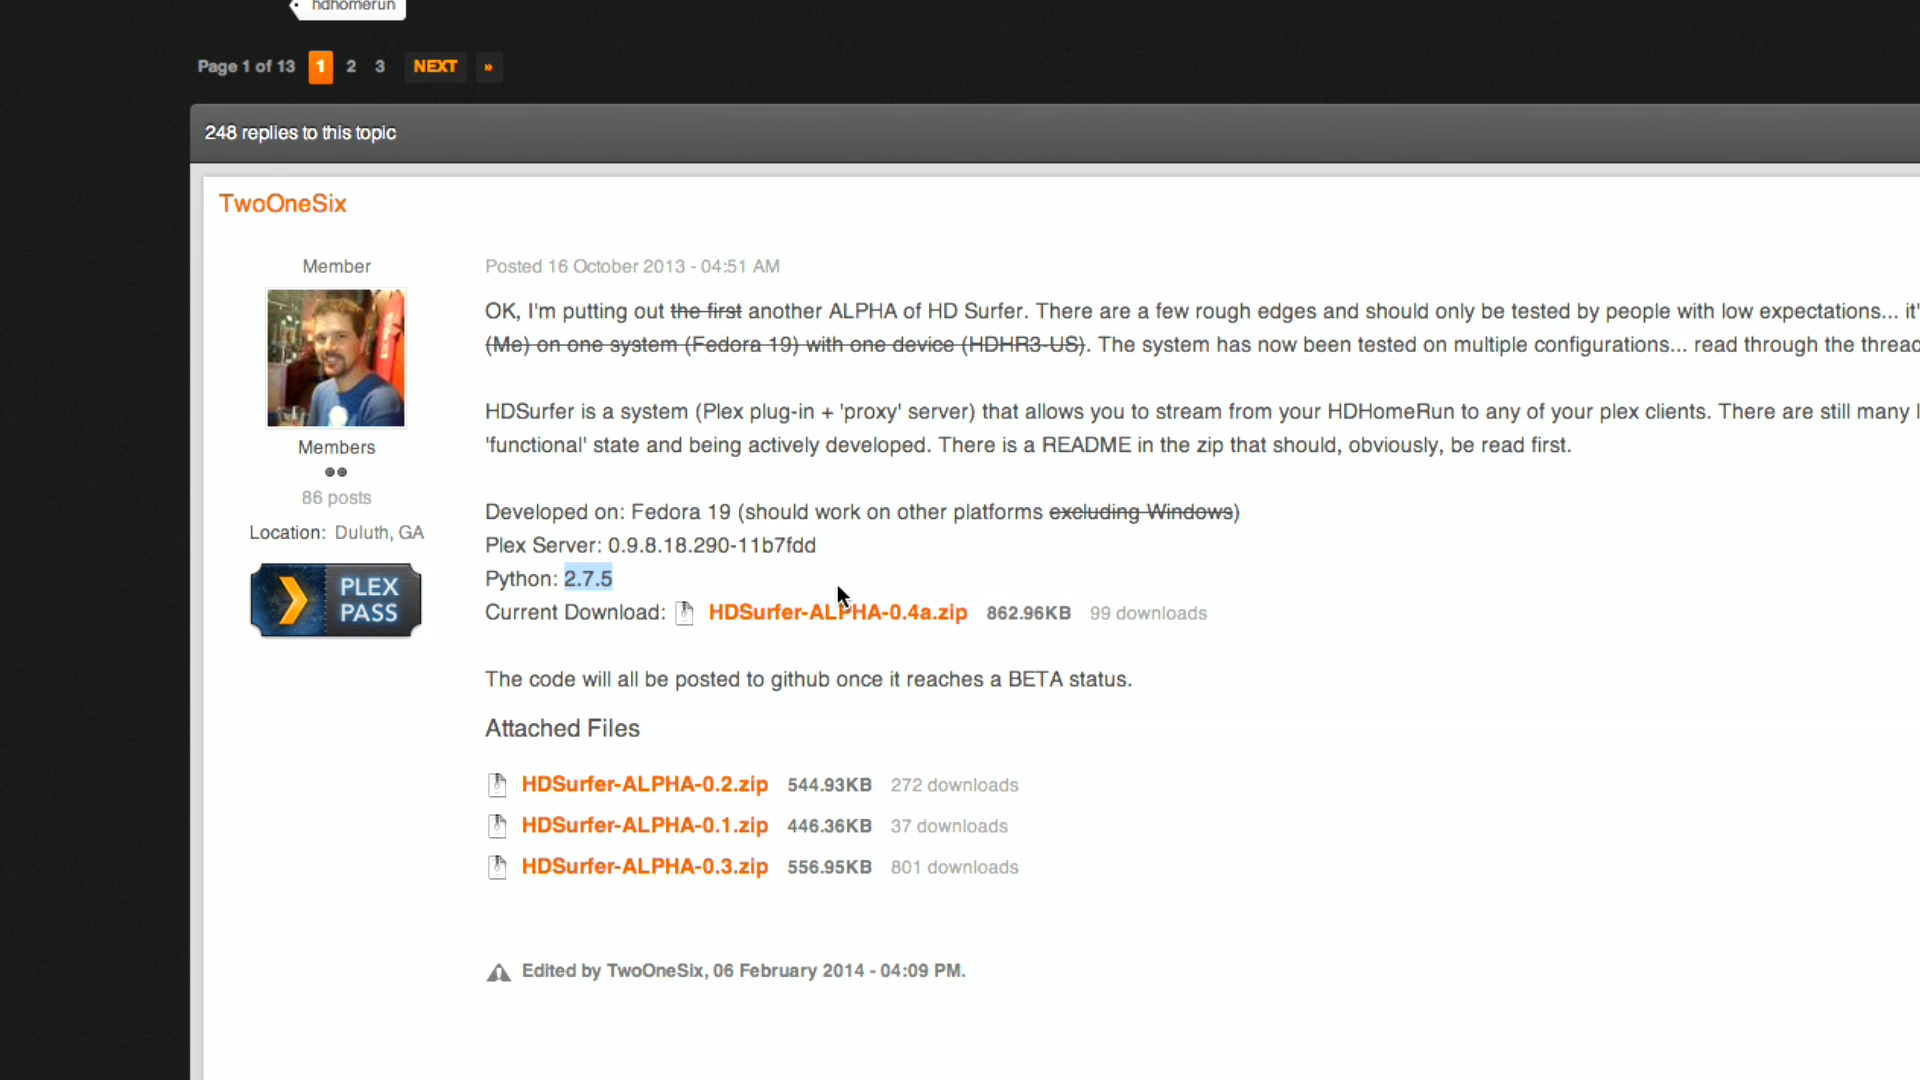 hdhomerun
Page 1 of 13 1 2 3 NEXT »
248 replies to this topic
TwoOneSix
Member
Posted 16 October 2013 - 04:51 AM
OK, I'm putting out the first another ALPHA of HD Surfer. There are a few rough edges and should only be tested by people with low expectations... it'
(Me) on one system (Fedora 19) with one device (HDHR3-US). The system has now been tested on multiple configurations... read through the thread
HDSurfer is a system (Plex plug-in + 'proxy' server) that allows you to stream from your HDHomeRun to any of your plex clients. There are still many
'functional' state and being actively developed. There is a README in the zip that should, obviously, be read first.
Members
86 posts
Location: Duluth, GA
PLEX
PASS
Developed on: Fedora 19 (should work on other platforms excluding Windows)
Plex Server: 0.9.8.18.290-11b7fdd
Python: 2.7.5
Current Download: HDSurfer-ALPHA-0.4a.zip 862.96KB 99 downloads
The code will all be posted to github once it reaches a BETA status.
Attached Files
HDSurfer-ALPHA-0.2.zip 544.93KB 272 downloads
HDSurfer-ALPHA-0.1.zip 446.36KB 37 downloads
HDSurfer-ALPHA-0.3.zip 556.95KB 801 downloads
Edited by TwoOneSix, 06 February 2014 - 04:09 PM.